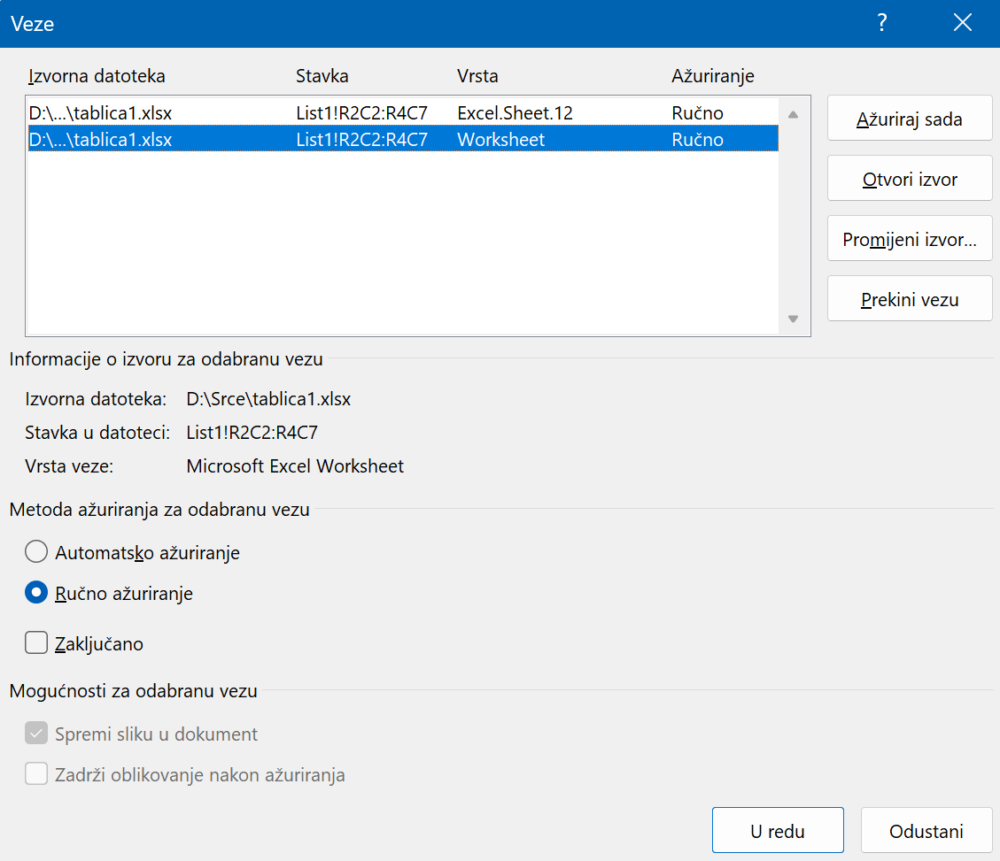 Veze ?
Izvorna datoteka Stavka Vrsta Ažuriranje
D:\...\tablica1.xlsx List1!R2C2:R4C7 Excel.Sheet.12 Ručno
D:\...\tablica1.xlsx List1!R2C2:R4C7 Worksheet Ručno
Ažuriraj sada
Otvori izvor
Promijeni izvor...
Prekini vezu
Informacije o izvoru za odabranu vezu
Izvorna datoteka: D:\Srce\tablica1.xlsx
Stavka u datoteci: List1!R2C2:R4C7
Vrsta veze: Microsoft Excel Worksheet
Metoda ažuriranja za odabranu vezu
Automatsko ažuriranje
Ručno ažuriranje
Zaključano
Mogućnosti za odabranu vezu
Spremi sliku u dokument
Zadrži oblikovanje nakon ažuriranja
U redu Odustani